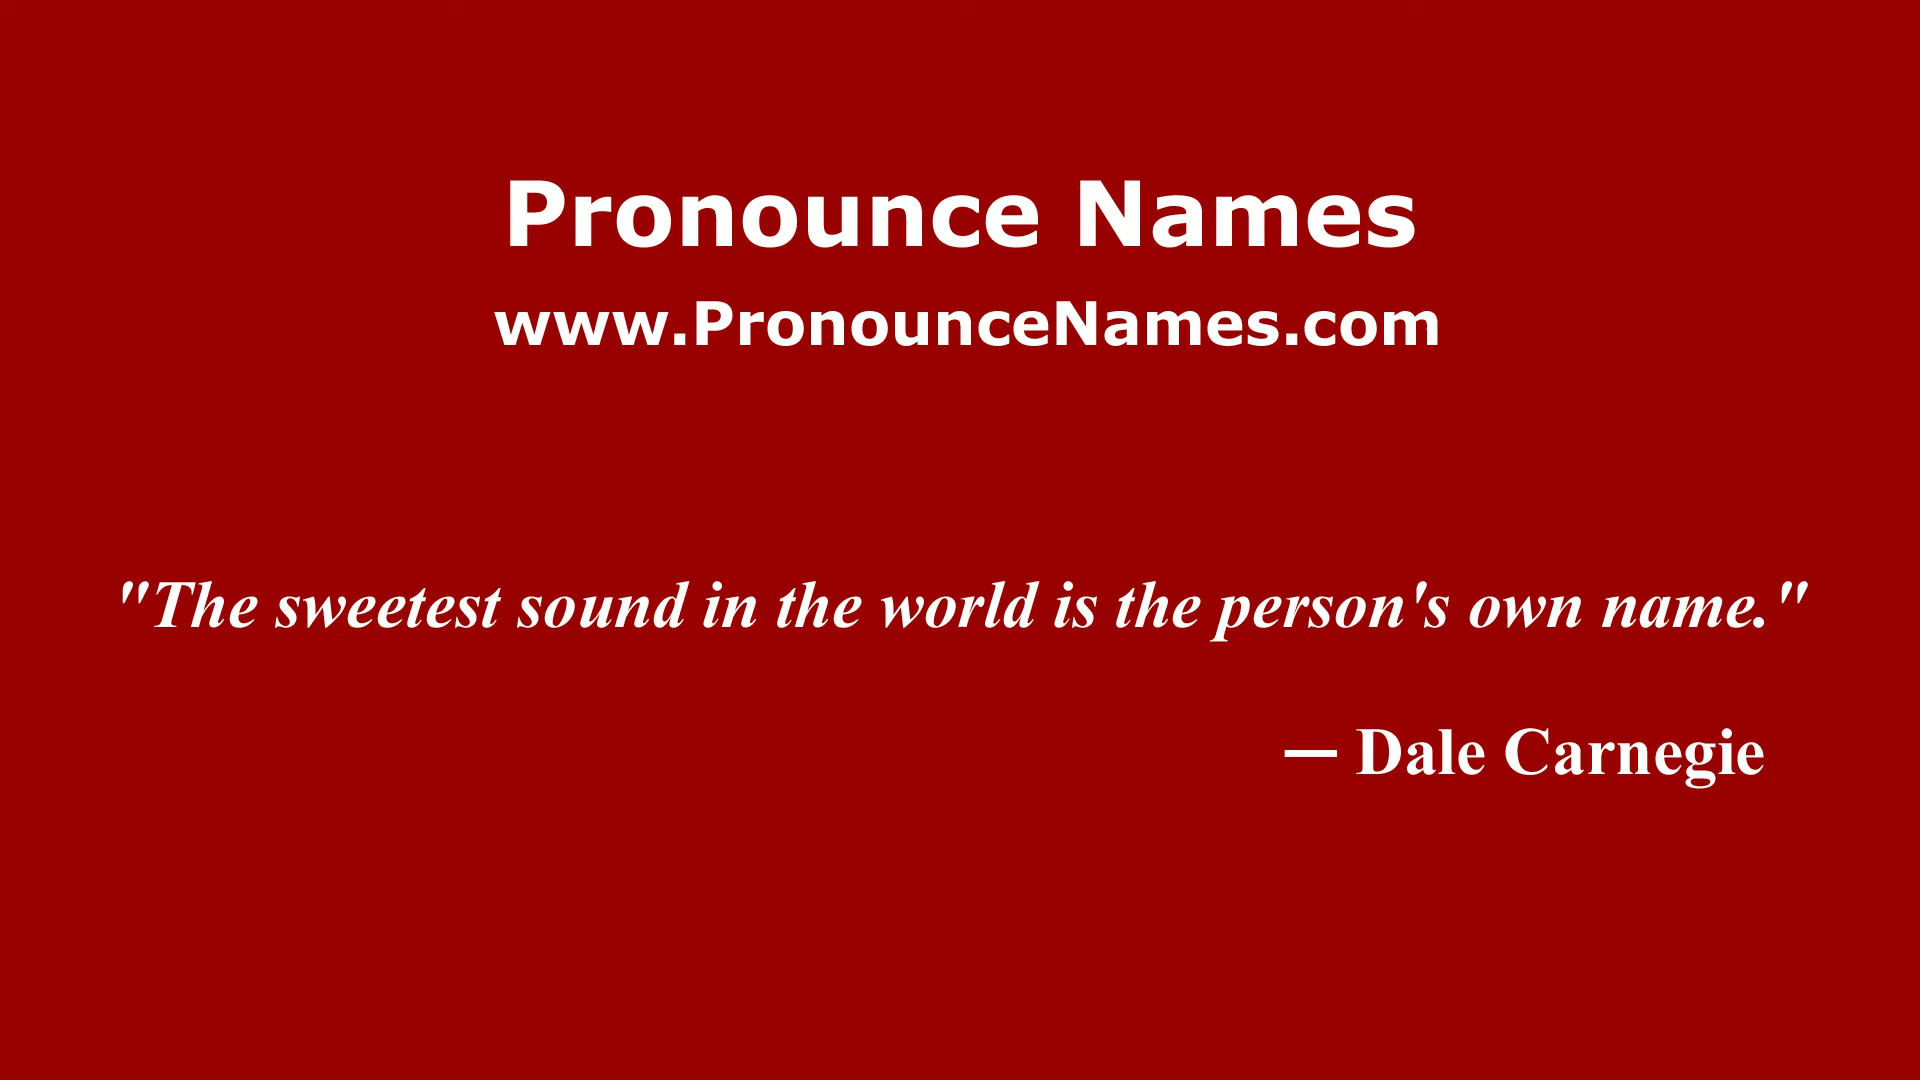 Pronounce Names
www.PronounceNames.com
"The sweetest sound in the world is the person's own name."
— Dale Carnegie